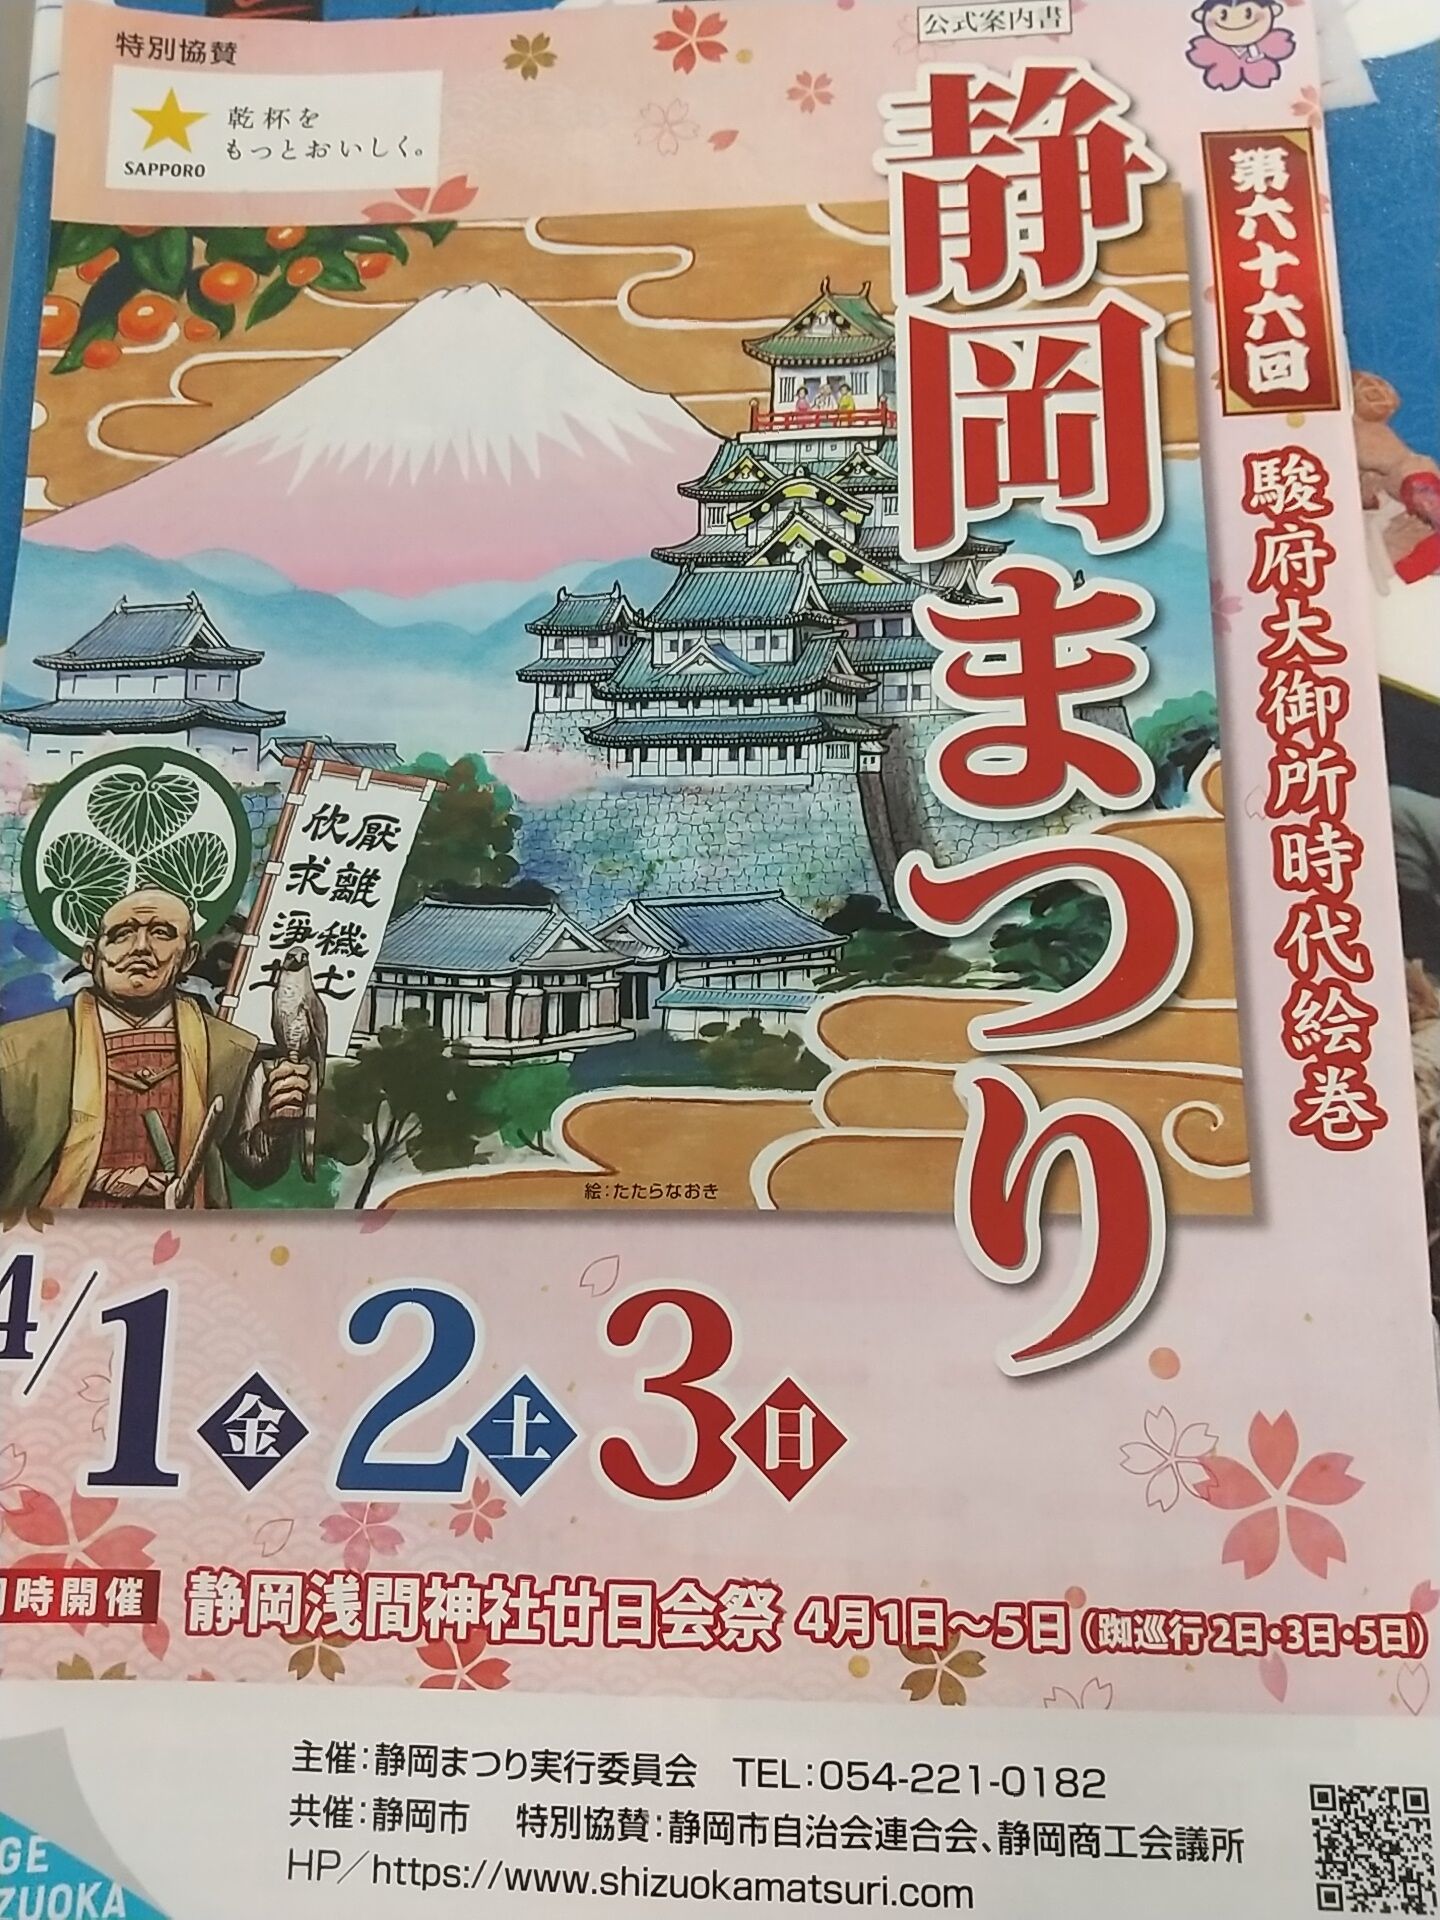 特別協賛
SAPPORO
乾杯を
もっとおいしく。
公式案内書
静岡まつり
第六十六回
駿府大御所時代絵巻
厭離穢土
欣求浄土
絵：たたらなおき
4/1金 2土 3日
時開催
静岡浅間神社廿日会祭 4月1日～5日（踟巡行2日・3日・5日）
主催：静岡まつり実行委員会 TEL：054-221-0182
共催：静岡市 特別協賛：静岡市自治会連合会、静岡商工会議所
HP／https://www.shizuokamatsuri.com
GE
ZUOKA